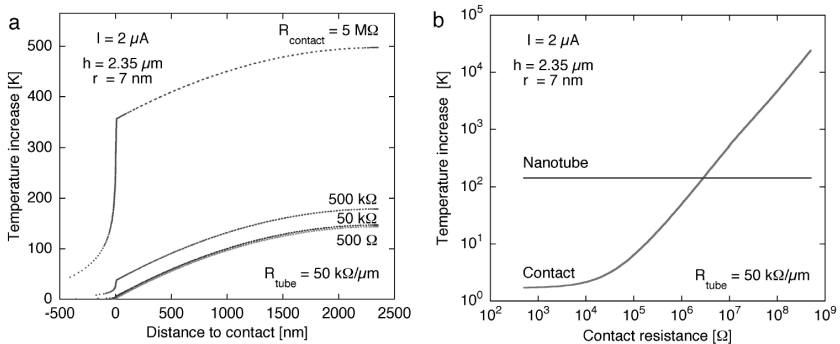 a
I = 2 µA
h = 2.35 µm
r = 7 nm
R_contact = 5 MΩ
500 kΩ
50 kΩ
500 Ω
R_tube = 50 kΩ/µm
Temperature increase [K]
500
400
300
200
100
0
-500 0 500 1000 1500 2000 2500
Distance to contact [nm]
b
I = 2 µA
h = 2.35 µm
r = 7 nm
Nanotube
Contact
R_tube = 50 kΩ/µm
Temperature increase [K]
10^5
10^4
10^3
10^2
10^1
10^0
10^2 10^3 10^4 10^5 10^6 10^7 10^8 10^9
Contact resistance [Ω]